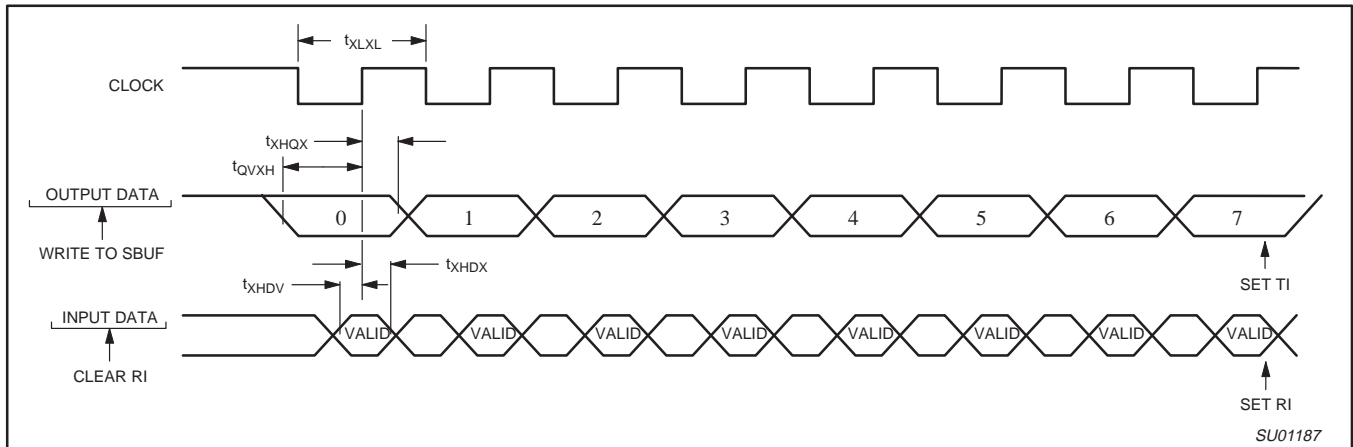 tXLXL
CLOCK
tXHQX
tQVXH
OUTPUT DATA
0 1 2 3 4 5 6 7
WRITE TO SBUF
tXHDX
tXHDV
SET TI
INPUT DATA
VALID VALID VALID VALID VALID VALID VALID VALID
CLEAR RI
SET RI
SU01187